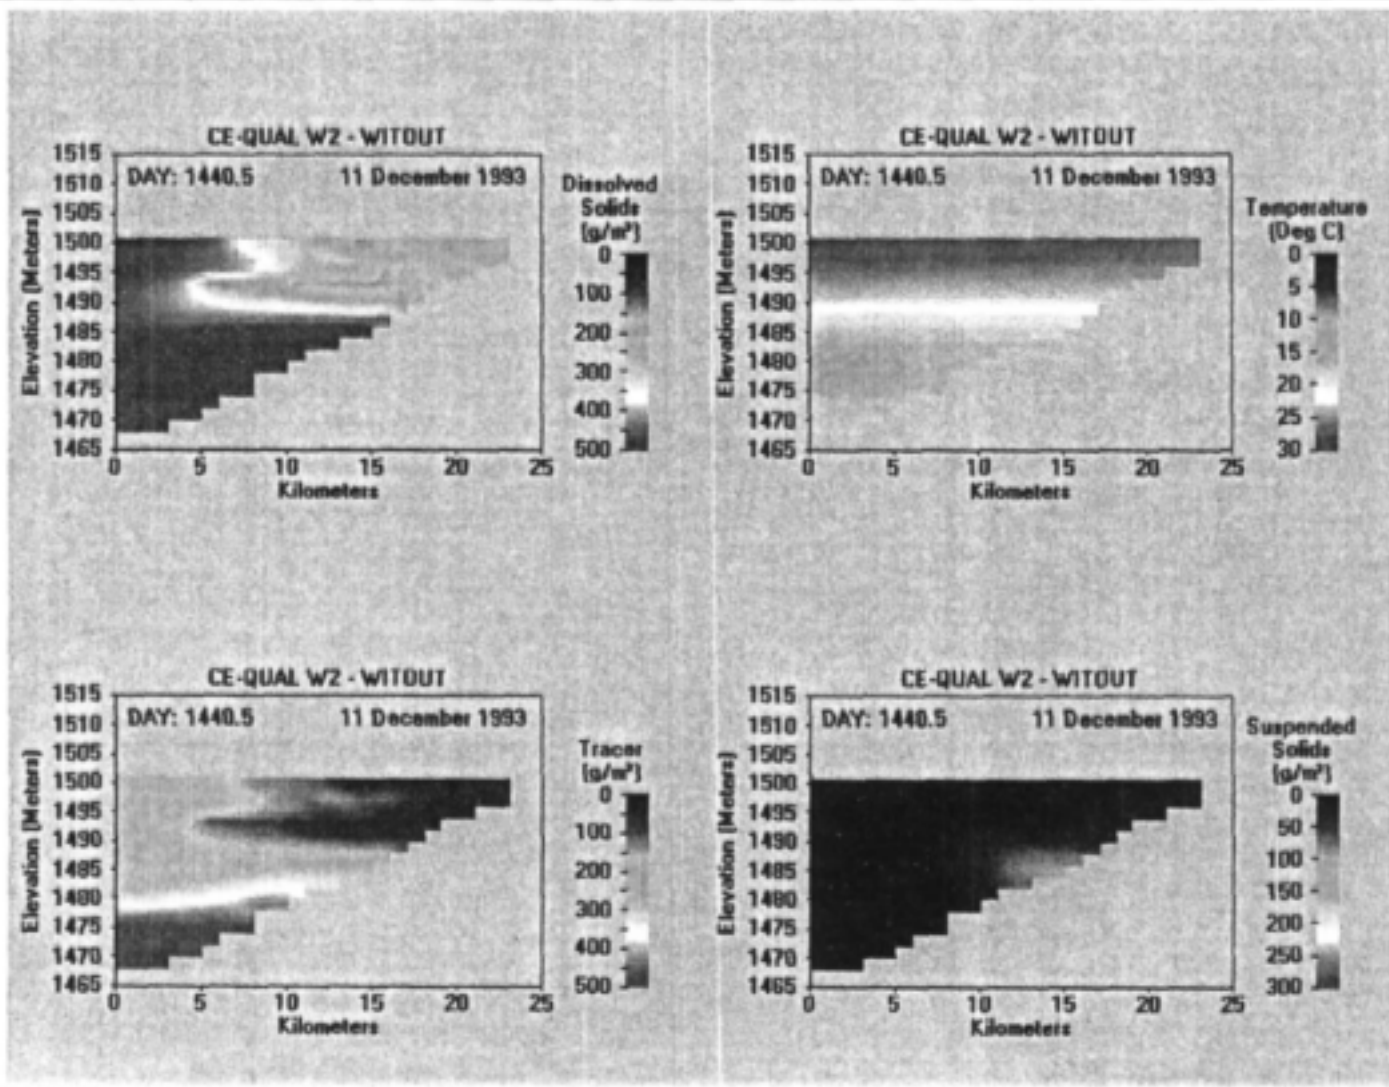 CE-QUAL W2 - WITOUT
DAY: 1440.5 11 December 1993
Elevation (Meters)
1515
1510
1505
1500
1495
1490
1485
1480
1475
1470
1465
0 5 10 15 20 25
Kilometers
Dissolved
Solids
(g/m³)
0
100
200
300
400
500
CE-QUAL W2 - WITOUT
DAY: 1440.5 11 December 1993
Elevation (Meters)
1515
1510
1505
1500
1495
1490
1485
1480
1475
1470
1465
0 5 10 15 20 25
Kilometers
Temperature
(Deg C)
0
5
10
15
20
25
30
CE-QUAL W2 - WITOUT
DAY: 1440.5 11 December 1993
Elevation (Meters)
1515
1510
1505
1500
1495
1490
1485
1480
1475
1470
1465
0 5 10 15 20 25
Kilometers
Tracer
(g/m³)
0
100
200
300
400
500
CE-QUAL W2 - WITOUT
DAY: 1440.5 11 December 1993
Elevation (Meters)
1515
1510
1505
1500
1495
1490
1485
1480
1475
1470
1465
0 5 10 15 20 25
Kilometers
Suspended
Solids
(g/m³)
0
50
100
150
200
250
300